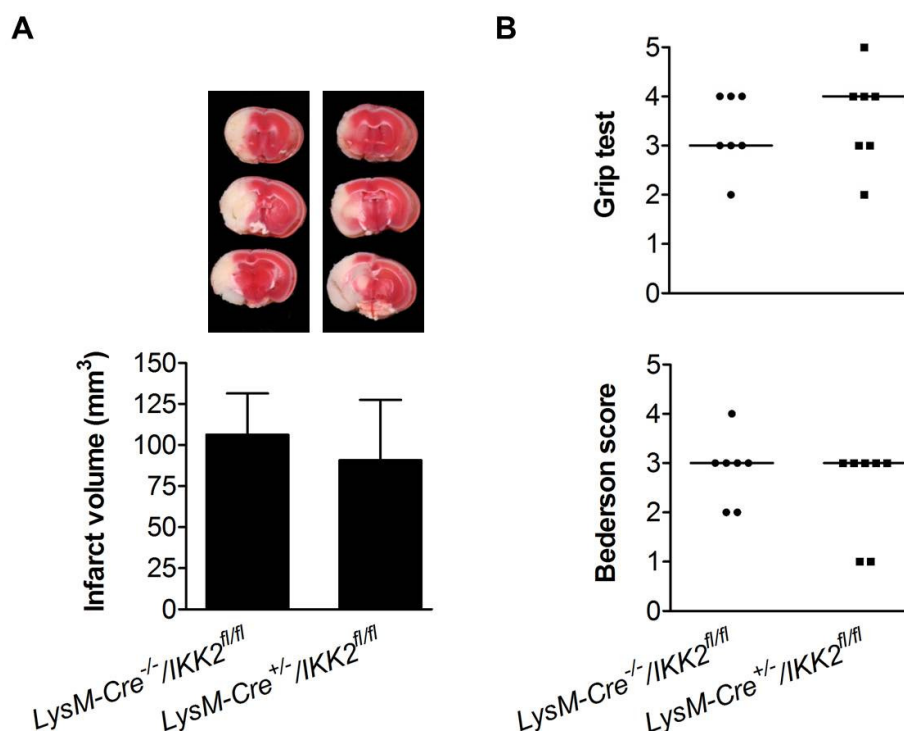 A
Infarct volume (mm³)
150
125
100
75
50
25
0
LysM-Cre⁻/⁻/IKK2ᶠˡ/ᶠˡ
LysM-Cre⁺/⁻/IKK2ᶠˡ/ᶠˡ
B
Grip test
5
4
3
2
1
0
Bederson score
5
4
3
2
1
0
LysM-Cre⁻/⁻/IKK2ᶠˡ/ᶠˡ
LysM-Cre⁺/⁻/IKK2ᶠˡ/ᶠˡ